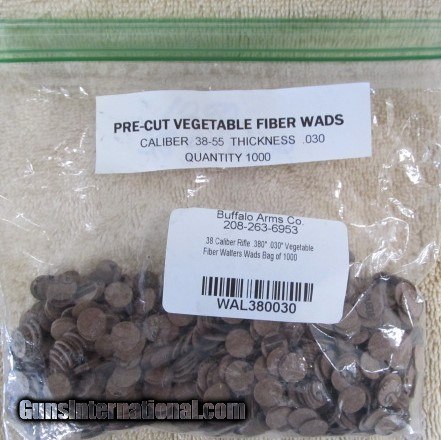 PRE-CUT VEGETABLE FIBER WADS
CALIBER 38-55 THICKNESS .030
QUANTITY 1000
Buffalo Arms Co.
208-263-6953
.38 Caliber Rifle .380" .030" Vegetable
Fiber Walters Wads Bag of 1000
WAL380030
GunsInternational.com